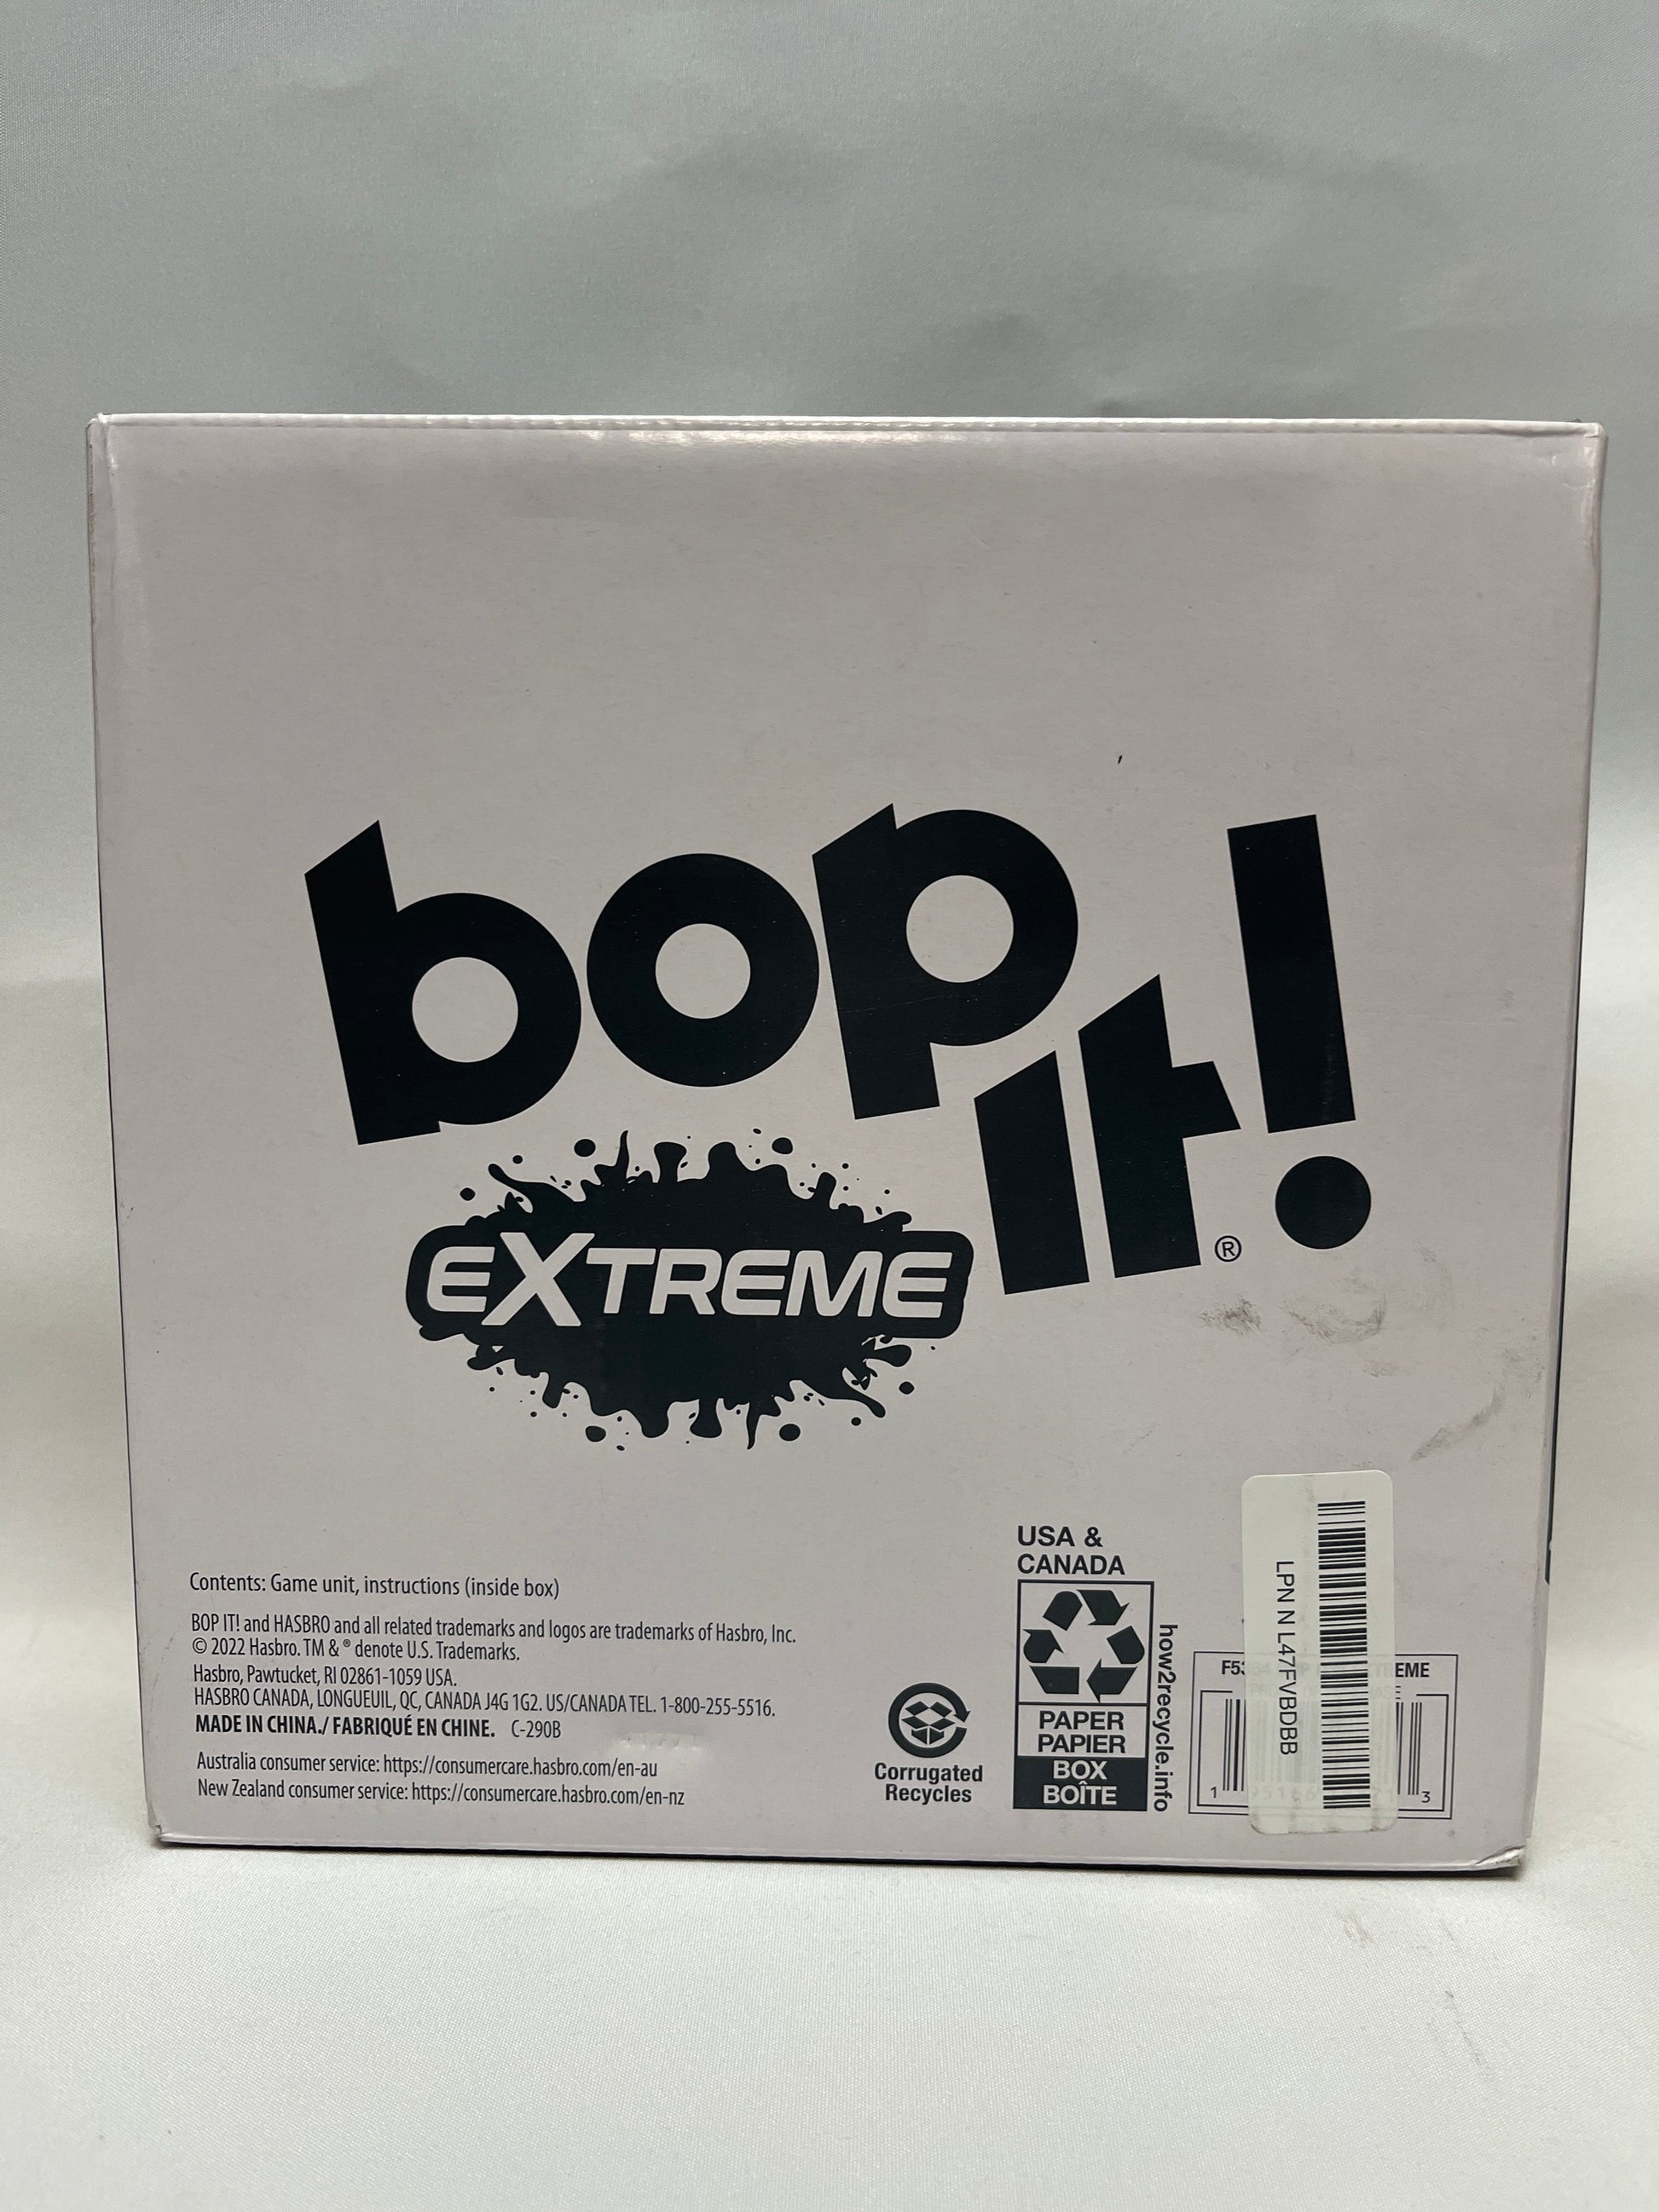 bop it!®
EXTREME
Contents: Game unit, instructions (inside box)
BOP IT! and HASBRO and all related trademarks and logos are trademarks of Hasbro, Inc.
© 2022 Hasbro. TM & ® denote U.S. Trademarks.
Hasbro, Pawtucket, RI 02861-1059 USA.
HASBRO CANADA, LONGUEUIL, QC, CANADA J4G 1G2. US/CANADA TEL. 1-800-255-5516.
MADE IN CHINA./ FABRIQUÉ EN CHINE. C-290B
Australia consumer service: https://consumercare.hasbro.com/en-au
New Zealand consumer service: https://consumercare.hasbro.com/en-nz
Corrugated
Recycles
USA &
CANADA
PAPER
PAPIER
BOX
BOÎTE
how2recycle.info
LPN N L47FVBDBB
1 3